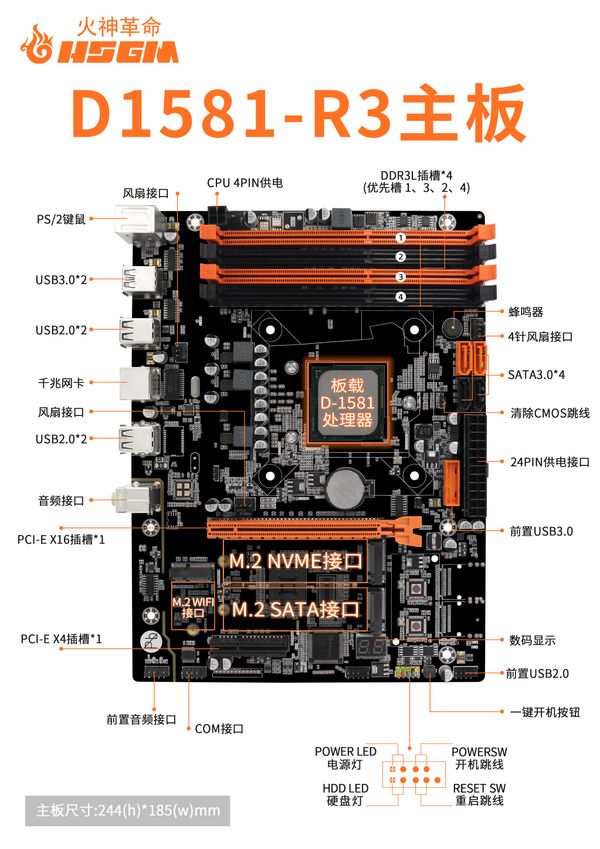 火神革命
HSGM
D1581-R3主板
风扇接口
CPU 4PIN供电
DDR3L插槽*4
(优先槽 1、3、2、4)
PS/2键鼠
1
2
3
4
USB3.0*2
蜂鸣器
USB2.0*2
4针风扇接口
SATA3.0*4
千兆网卡
板载
D-1581
处理器
风扇接口
清除CMOS跳线
USB2.0*2
24PIN供电接口
音频接口
前置USB3.0
PCI-E X16插槽*1
M.2 NVME接口
M.2 WIFI
接口
M.2 SATA接口
PCI-E X4插槽*1
数码显示
前置USB2.0
前置音频接口
COM接口
一键开机按钮
POWER LED
电源灯
POWERSW
开机跳线
HDD LED
硬盘灯
RESET SW
重启跳线
主板尺寸:244(h)*185(w)mm